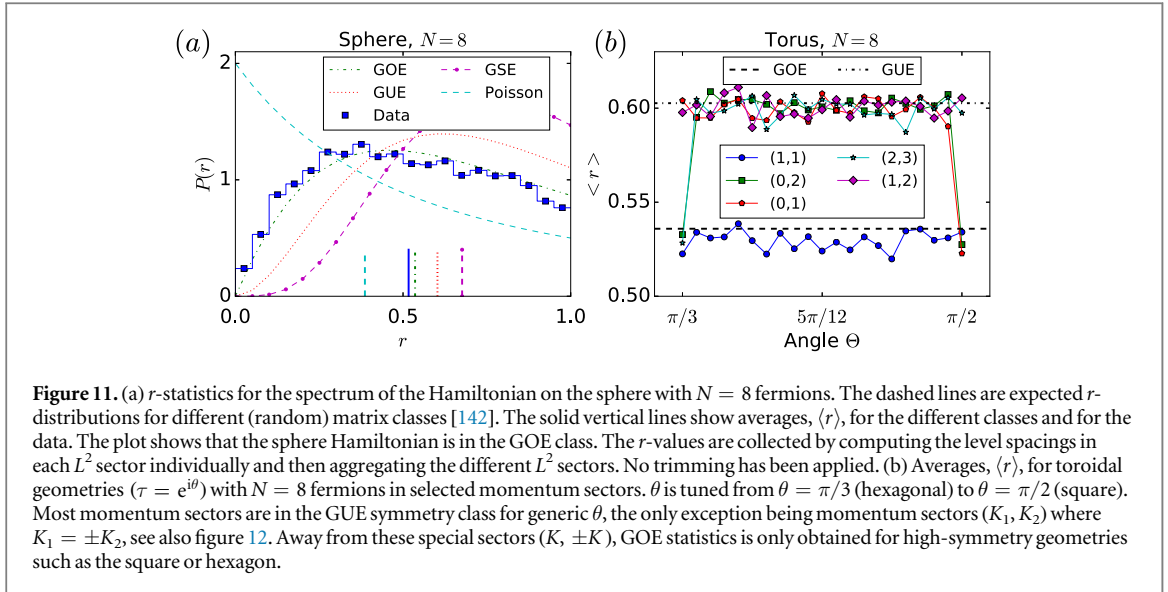 (a)
Sphere, N = 8
GOE
GUE
Data
GSE
Poisson
2
1
0
P(r)
0.0
0.5
1.0
r
(b)
Torus, N = 8
GOE
GUE
(1,1)
(0,2)
(0,1)
(2,3)
(1,2)
0.60
0.55
0.50
< r >
π/3
5π/12
π/2
Angle Θ
Figure 11. (a) r-statistics for the spectrum of the Hamiltonian on the sphere with N = 8 fermions. The dashed lines are expected r-
distributions for different (random) matrix classes [142]. The solid vertical lines show averages, ⟨r⟩, for the different classes and for the
data. The plot shows that the sphere Hamiltonian is in the GOE class. The r-values are collected by computing the level spacings in
each L² sector individually and then aggregating the different L² sectors. No trimming has been applied. (b) Averages, ⟨r⟩, for toroidal
geometries (τ = e^{iθ}) with N = 8 fermions in selected momentum sectors. θ is tuned from θ = π/3 (hexagonal) to θ = π/2 (square).
Most momentum sectors are in the GUE symmetry class for generic θ, the only exception being momentum sectors (K₁, K₂) where
K₁ = ±K₂, see also figure 12. Away from these special sectors (K, ±K), GOE statistics is only obtained for high-symmetry geometries
such as the square or hexagon.